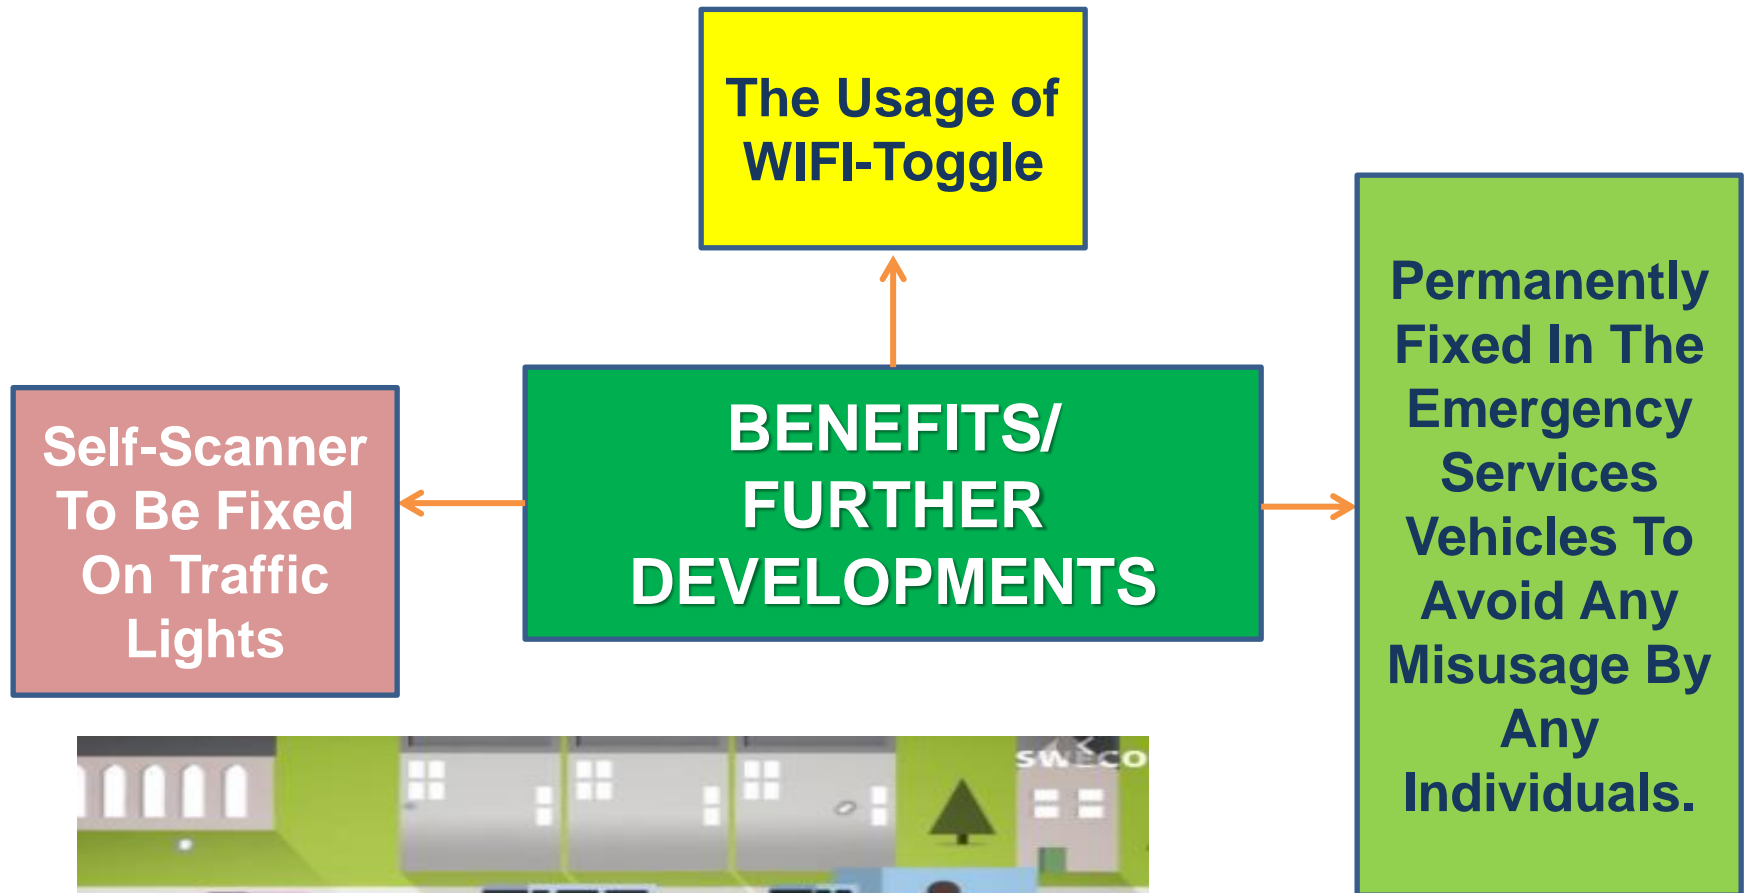 The Usage of
WIFI-Toggle
Self-Scanner
To Be Fixed
On Traffic
Lights
BENEFITS/
FURTHER
DEVELOPMENTS
Permanently
Fixed In The
Emergency
Services
Vehicles To
Avoid Any
Misusage By
Any
Individuals.
SWECO